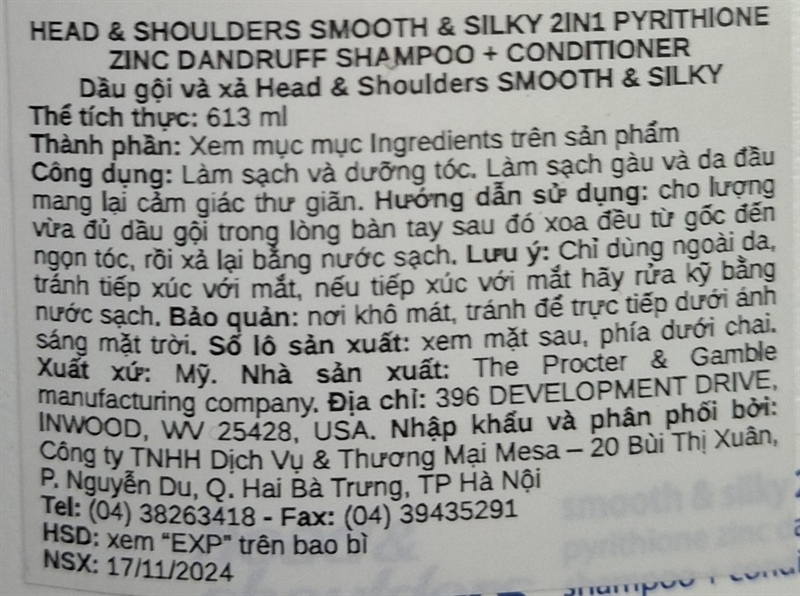 HEAD & SHOULDERS SMOOTH & SILKY 2IN1 PYRITHIONE
ZINC DANDRUFF SHAMPOO + CONDITIONER
Dầu gội và xả Head & Shoulders SMOOTH & SILKY
Thể tích thực: 613 ml
Thành phần: Xem mục mục Ingredients trên sản phẩm
Công dụng: Làm sạch và dưỡng tóc. Làm sạch gàu và da đầu
mang lại cảm giác thư giãn. Hướng dẫn sử dụng: cho lượng
vừa đủ dầu gội trong lòng bàn tay sau đó xoa đều từ gốc đến
ngọn tóc, rồi xả lại bằng nước sạch. Lưu ý: Chỉ dùng ngoài da,
tránh tiếp xúc với mắt, nếu tiếp xúc với mắt hãy rửa kỹ bằng
nước sạch. Bảo quản: nơi khô mát, tránh để trực tiếp dưới ánh
sáng mặt trời. Số lô sản xuất: xem mặt sau, phía dưới chai.
Xuất xứ: Mỹ. Nhà sản xuất: The Procter & Gamble
manufacturing company. Địa chỉ: 396 DEVELOPMENT DRIVE,
INWOOD, WV 25428, USA. Nhập khẩu và phân phối bởi:
Công ty TNHH Dịch Vụ & Thương Mại Mesa – 20 Bùi Thị Xuân,
P. Nguyễn Du, Q. Hai Bà Trưng, TP Hà Nội
Tel: (04) 38263418 - Fax: (04) 39435291
HSD: xem "EXP" trên bao bì
NSX: 17/11/2024
smooth & silky 2
pyrithione zinc da
shampoo + condi